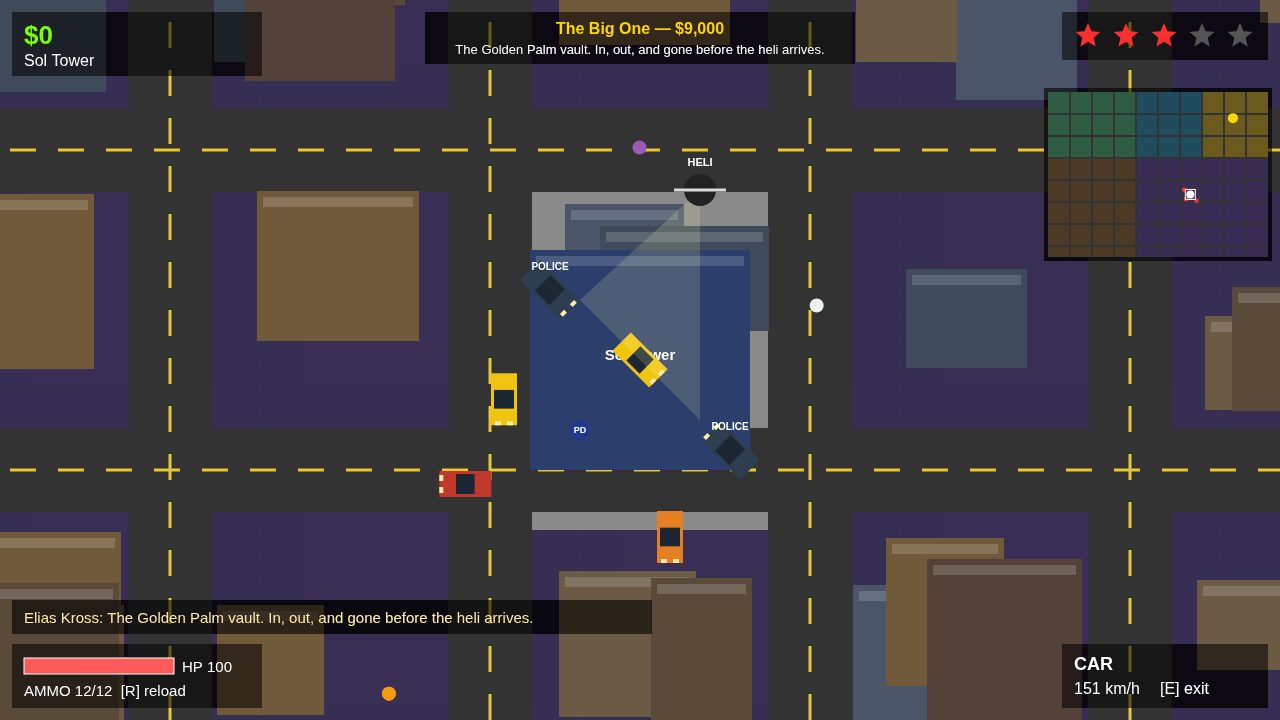 $0
Sol Tower
The Big One — $9,000
The Golden Palm vault. In, out, and gone before the heli arrives.
HELI
POLICE
POLICE
PD
Elias Kross: The Golden Palm vault. In, out, and gone before the heli arrives.
HP 100
AMMO 12/12 [R] reload
CAR
151 km/h [E] exit